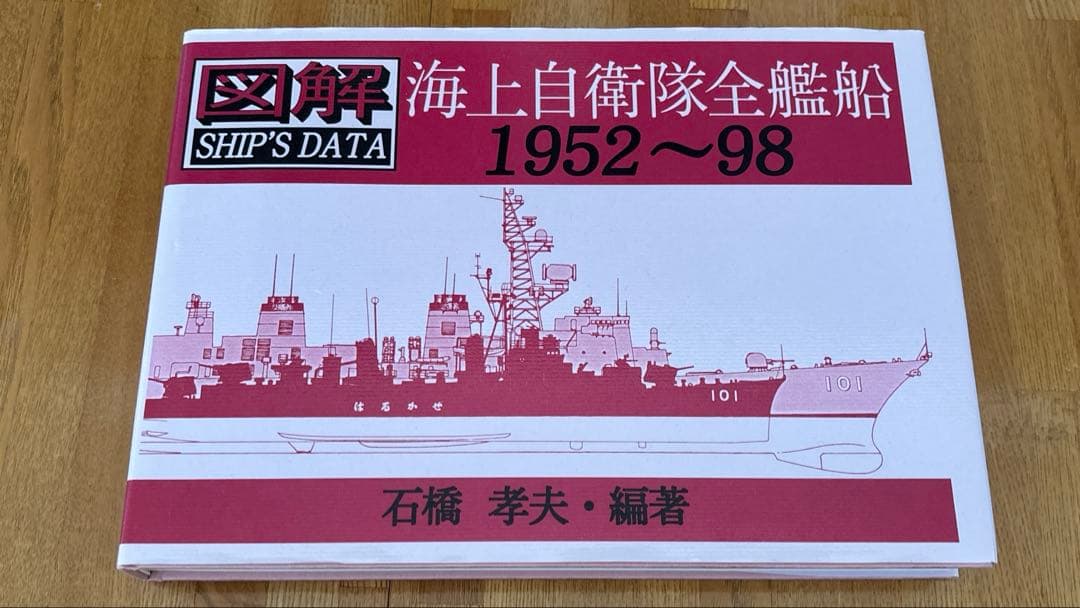 図解
SHIP'S DATA
海上自衛隊全艦船
1952〜98
101
101
はるかぜ
石橋 孝夫・編著